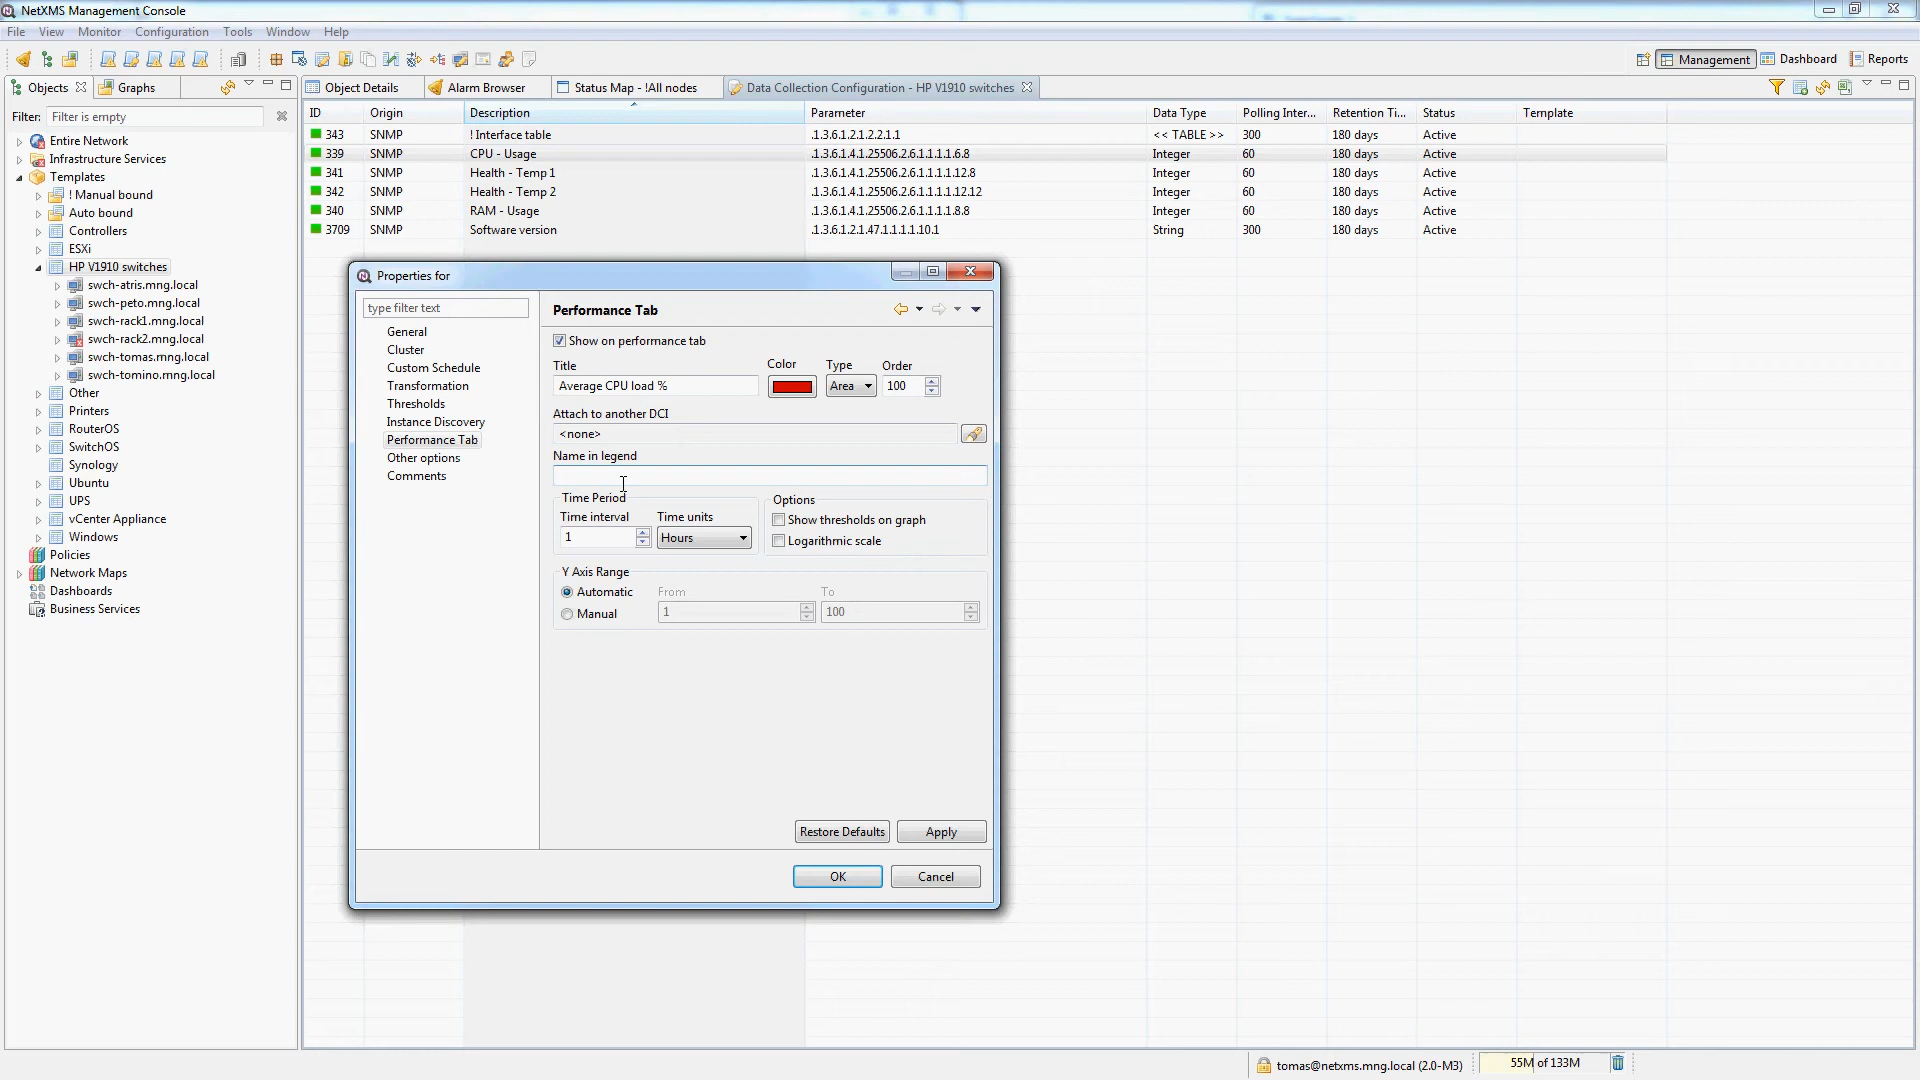 NetXMS Management Console
File View Monitor Configuration Tools Window Help
Management Dashboard Reports
Objects Graphs
Object Details Alarm Browser Status Map - !All nodes Data Collection Configuration - HP V1910 switches
Filter: Filter is empty
ID Origin Description Parameter Data Type Polling Inter... Retention Ti... Status Template
343 SNMP ! Interface table .1.3.6.1.2.1.2.2.1.1 << TABLE >> 300 180 days Active
339 SNMP CPU - Usage .1.3.6.1.4.1.25506.2.6.1.1.1.1.6.8 Integer 60 180 days Active
341 SNMP Health - Temp 1 .1.3.6.1.4.1.25506.2.6.1.1.1.1.12.8 Integer 60 180 days Active
342 SNMP Health - Temp 2 .1.3.6.1.4.1.25506.2.6.1.1.1.1.12.12 Integer 60 180 days Active
340 SNMP RAM - Usage .1.3.6.1.4.1.25506.2.6.1.1.1.1.8.8 Integer 60 180 days Active
3709 SNMP Software version .1.3.6.1.2.1.47.1.1.1.1.10.1 String 300 180 days Active
Entire Network
Infrastructure Services
Templates
! Manual bound
Auto bound
Controllers
ESXi
HP V1910 switches
swch-atris.mng.local
swch-peto.mng.local
swch-rack1.mng.local
swch-rack2.mng.local
swch-tomas.mng.local
swch-tomino.mng.local
Other
Printers
RouterOS
SwitchOS
Synology
Ubuntu
UPS
vCenter Appliance
Windows
Policies
Network Maps
Dashboards
Business Services
Properties for
type filter text
General
Cluster
Custom Schedule
Transformation
Thresholds
Instance Discovery
Performance Tab
Other options
Comments
Performance Tab
Show on performance tab
Title Color Type Order
Average CPU load % Area 100
Attach to another DCI
<none>
Name in legend
Time Period Options
Time interval Time units Show thresholds on graph
1 Hours Logarithmic scale
Y Axis Range
Automatic From To
Manual 1 100
Restore Defaults Apply
OK Cancel
tomas@netxms.mng.local (2.0-M3) 55M of 133M